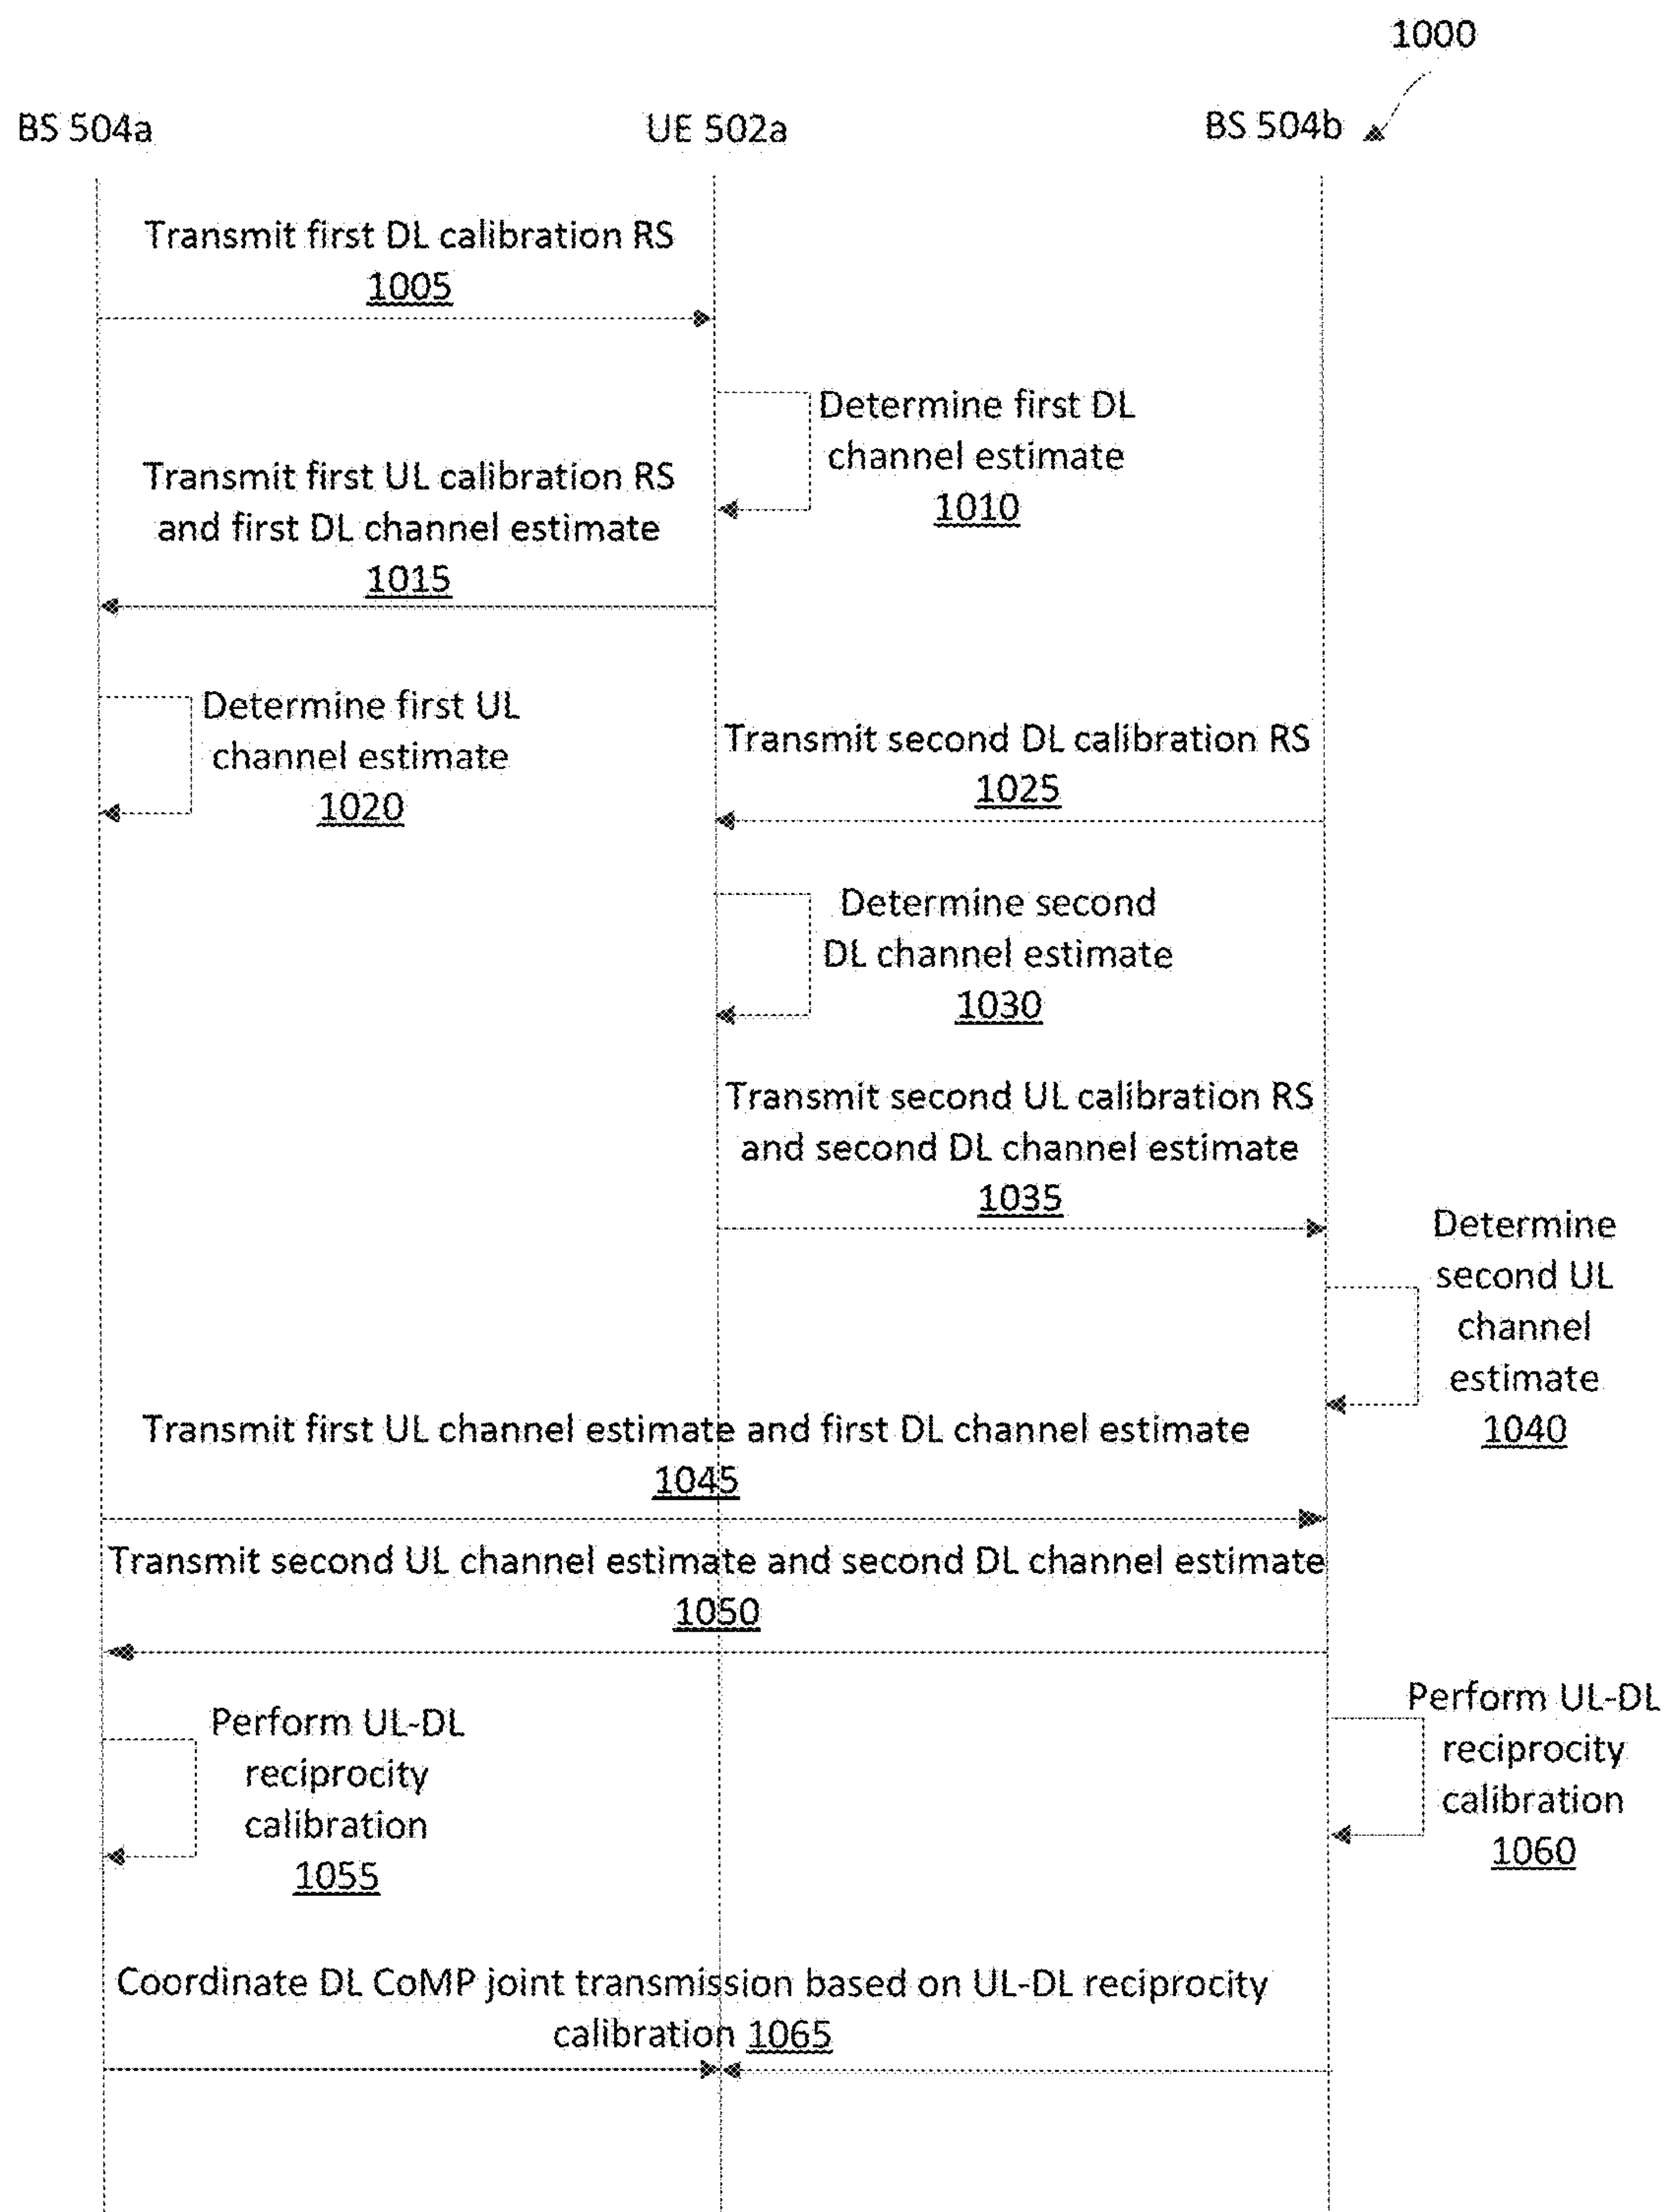 1000
BS 504a
UE 502a
BS 504b
Transmit first DL calibration RS
1005
Determine first DL
channel estimate
1010
Transmit first UL calibration RS
and first DL channel estimate
1015
Determine first UL
channel estimate
1020
Transmit second DL calibration RS
1025
Determine second
DL channel estimate
1030
Transmit second UL calibration RS
and second DL channel estimate
1035
Determine
second UL
channel
estimate
1040
Transmit first UL channel estimate and first DL channel estimate
1045
Transmit second UL channel estimate and second DL channel estimate
1050
Perform UL-DL
reciprocity
calibration
1055
Perform UL-DL
reciprocity
calibration
1060
Coordinate DL CoMP joint transmission based on UL-DL reciprocity
calibration 1065